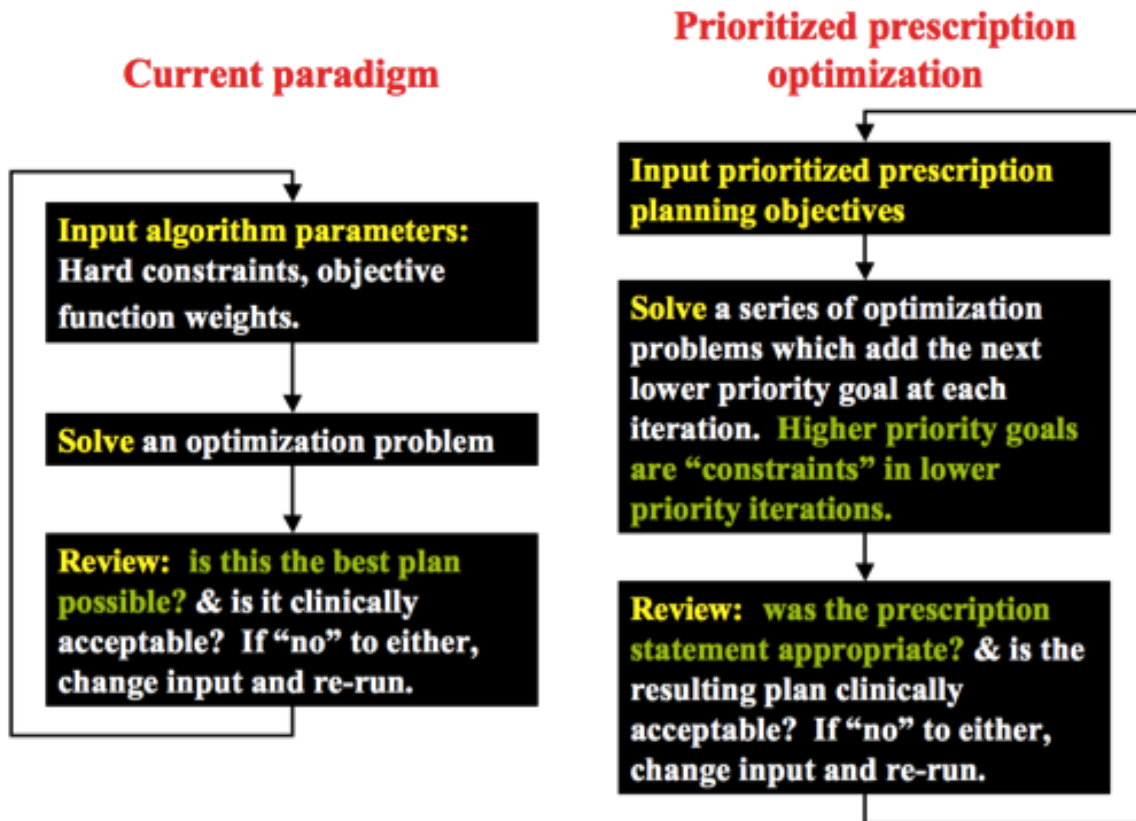 Current paradigm
Input algorithm parameters:
Hard constraints, objective
function weights.
Solve an optimization problem
Review: is this the best plan
possible? & is it clinically
acceptable? If “no” to either,
change input and re-run.
Prioritized prescription
optimization
Input prioritized prescription
planning objectives
Solve a series of optimization
problems which add the next
lower priority goal at each
iteration. Higher priority goals
are “constraints” in lower
priority iterations.
Review: was the prescription
statement appropriate? & is the
resulting plan clinically
acceptable? If “no” to either,
change input and re-run.